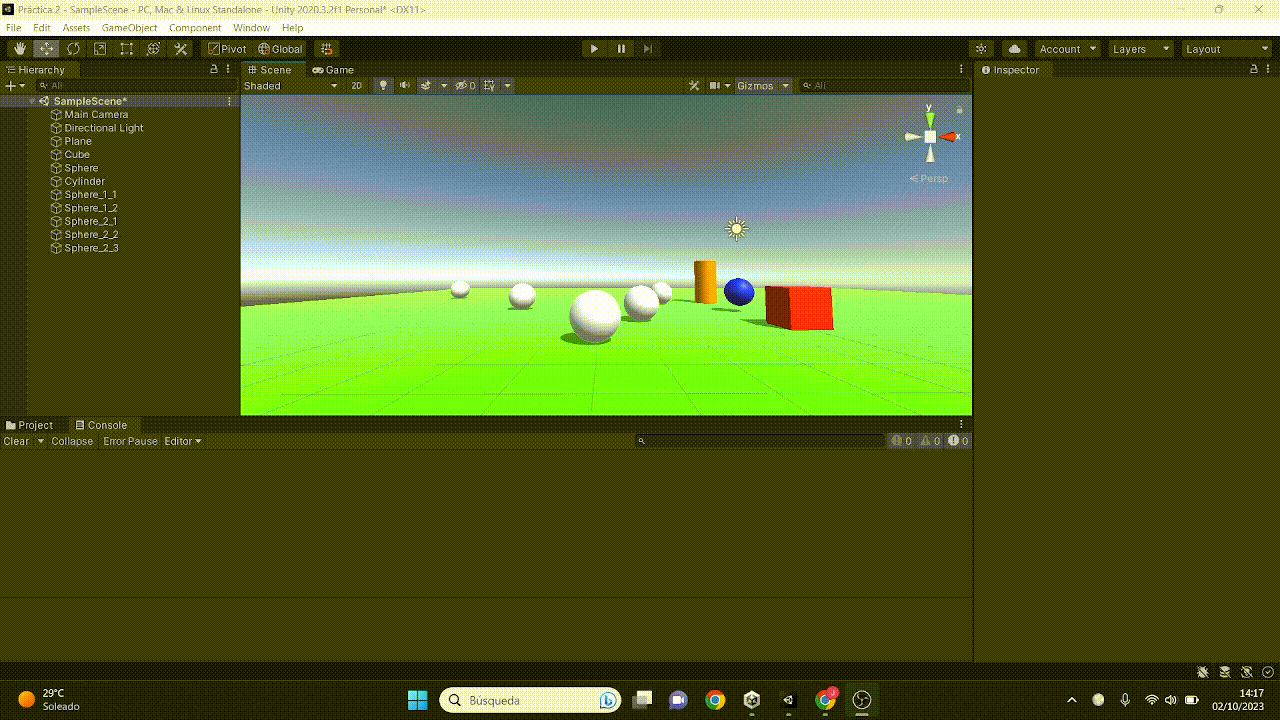 Práctica 2 - SampleScene - PC, Mac & Linux Standalone - Unity 2020.3.2f1 Personal* <DX11>
File Edit Assets GameObject Component Window Help
Pivot Global Account Layers Layout
Hierarchy
All
SampleScene*
Main Camera
Directional Light
Plane
Cube
Sphere
Cylinder
Sphere_1_1
Sphere_1_2
Sphere_2_1
Sphere_2_2
Sphere_2_3
Scene Game
Shaded 2D 0 Gizmos All
y
x
Persp
Inspector
Project Console
Clear Collapse Error Pause Editor 0 0 0
29°C
Soleado
Búsqueda
14:17
02/10/2023